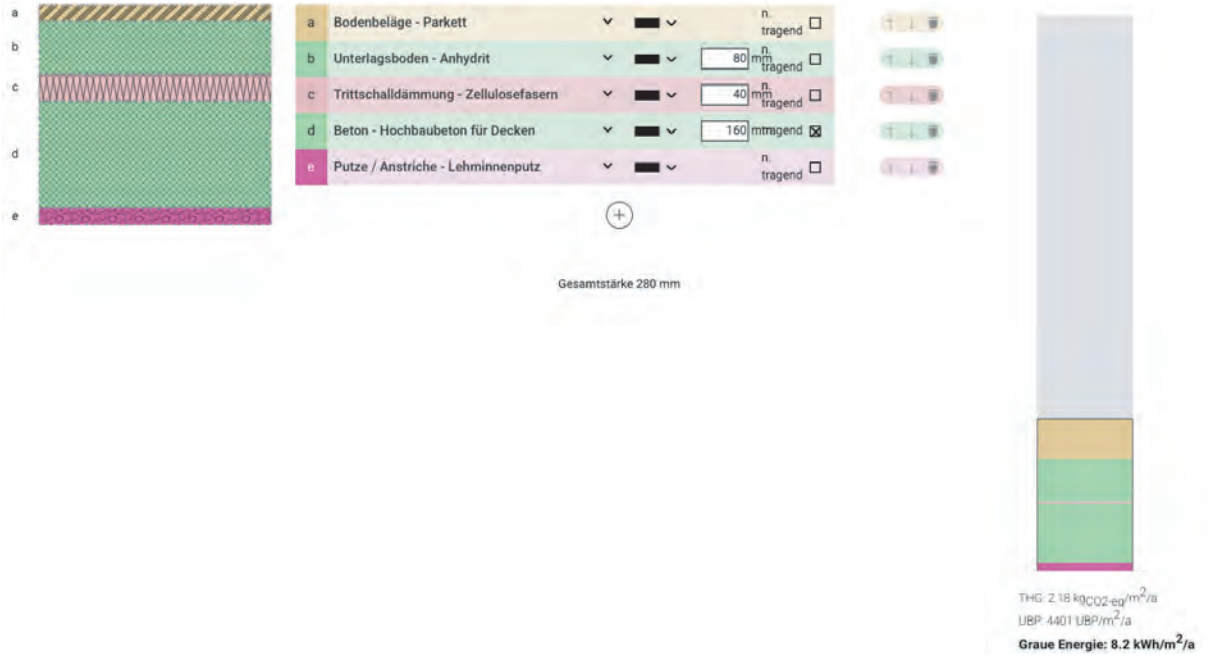 a
b
c
d
e
a Bodenbeläge - Parkett n. tragend
b Unterlagsboden - Anhydrit 80 mm n. tragend
c Trittschalldämmung - Zellulosefasern 40 mm n. tragend
d Beton - Hochbaubeton für Decken 160 mm tragend
e Putze / Anstriche - Lehminnenputz n. tragend
Gesamtstärke 280 mm
THG: 2.18 kgCO2-eq/m2/a
UBP: 4401 UBP/m2/a
Graue Energie: 8.2 kWh/m2/a